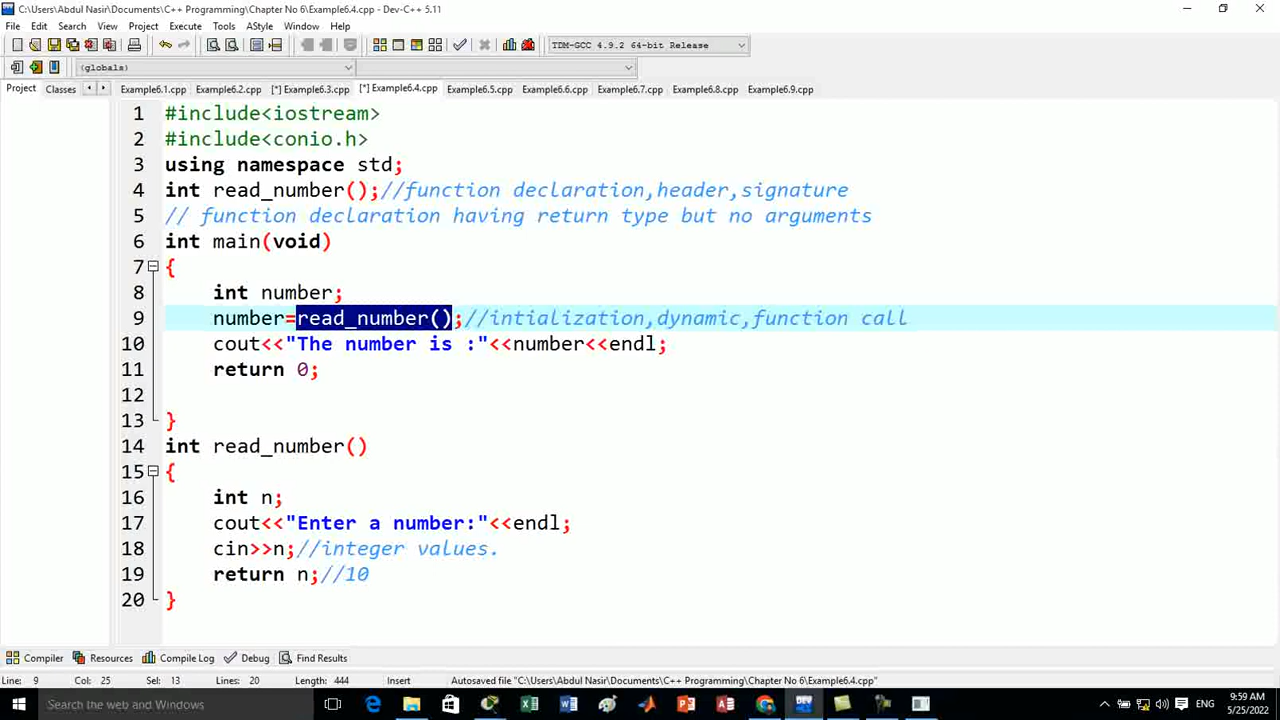 C:\Users\Abdul Nasir\Documents\C++ Programming\Chapter No 6\Example6.4.cpp - Dev-C++ 5.11
File Edit Search View Project Execute Tools AStyle Window Help
TDM-GCC 4.9.2 64-bit Release
(globals)
Project Classes Example6.1.cpp Example6.2.cpp [*] Example6.3.cpp [*] Example6.4.cpp Example6.5.cpp Example6.6.cpp Example6.7.cpp Example6.8.cpp Example6.9.cpp
1 #include<iostream>
2 #include<conio.h>
3 using namespace std;
4 int read_number();//function declaration,header,signature
5 // function declaration having return type but no arguments
6 int main(void)
7 {
8 int number;
9 number=read_number();//intialization,dynamic,function call
10 cout<<"The number is :"<<number<<endl;
11 return 0;
12
13 }
14 int read_number()
15 {
16 int n;
17 cout<<"Enter a number:"<<endl;
18 cin>>n;//integer values.
19 return n;//10
20 }
Compiler Resources Compile Log Debug Find Results
Line: 9 Col: 25 Sel: 13 Lines: 20 Length: 444 Insert Autosaved file "C:\Users\Abdul Nasir\Documents\C++ Programming\Chapter No 6\Example6.4.cpp"
Search the web and Windows
ENG
9:59 AM
5/25/2022